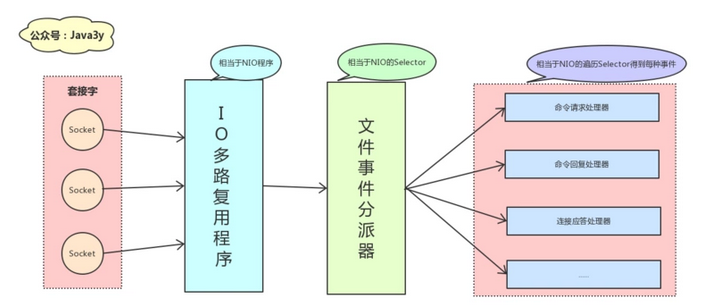 公众号：Java3y
套接字
Socket
Socket
Socket
相当于NIO程序
IO多路复用程序
相当于NIO的Selector
文件事件分派器
相当于NIO的遍历Selector得到每种事件
命令请求处理器
命令回复处理器
连接应答处理器
......